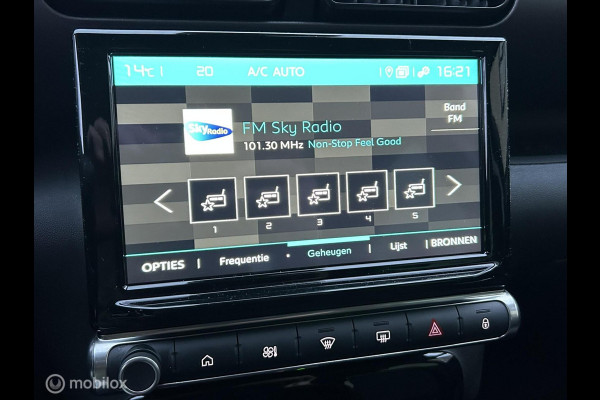 14°C 20 A/C AUTO 16:21
Sky Radio
FM Sky Radio
101.30 MHz Non-Stop Feel Good
Band
FM
1 2 3 4 5
OPTIES Frequentie Geheugen Lijst BRONNEN
mobilox